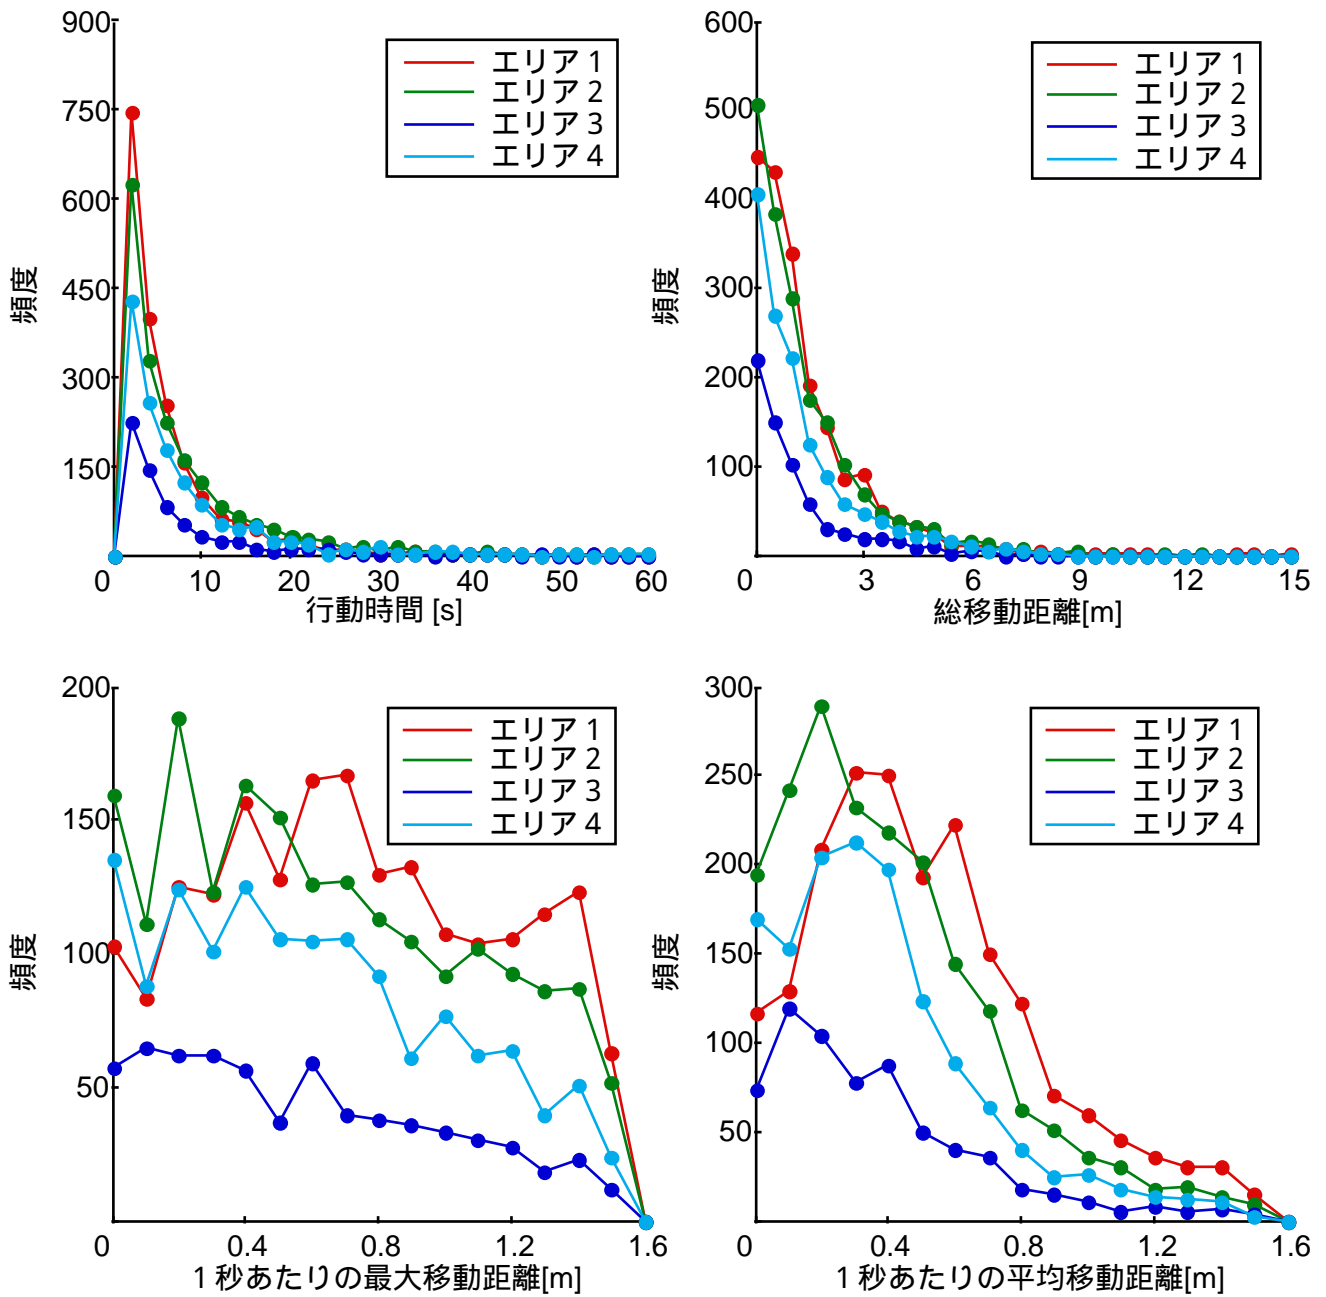 900
750
600
450
300
150
頻度
エリア 1
エリア 2
エリア 3
エリア 4
0 10 20 30 40 50 60
行動時間 [s]
600
500
400
300
200
100
頻度
エリア 1
エリア 2
エリア 3
エリア 4
0 3 6 9 12 15
総移動距離[m]
200
150
100
50
頻度
エリア 1
エリア 2
エリア 3
エリア 4
0 0.4 0.8 1.2 1.6
1 秒あたりの最大移動距離[m]
300
250
200
150
100
50
頻度
エリア 1
エリア 2
エリア 3
エリア 4
0 0.4 0.8 1.2 1.6
1 秒あたりの平均移動距離[m]